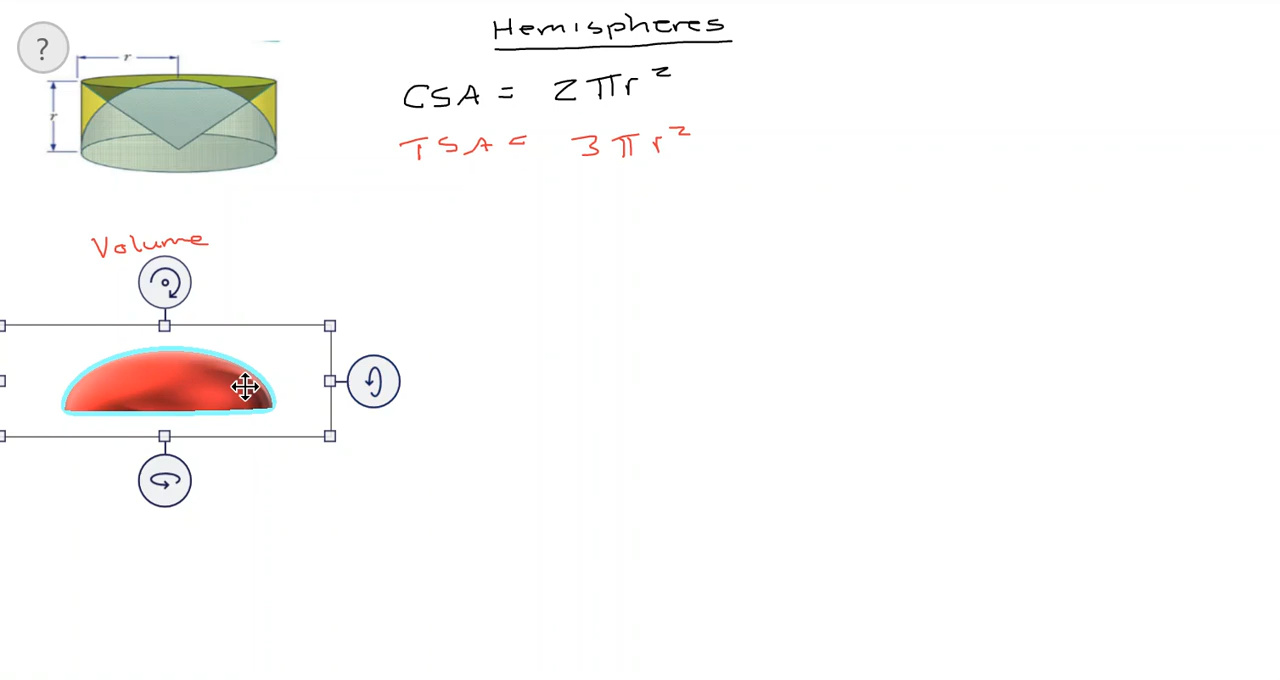 Hemispheres
?
r
r
CSA = 2πr²
TSA = 3πr²
Volume